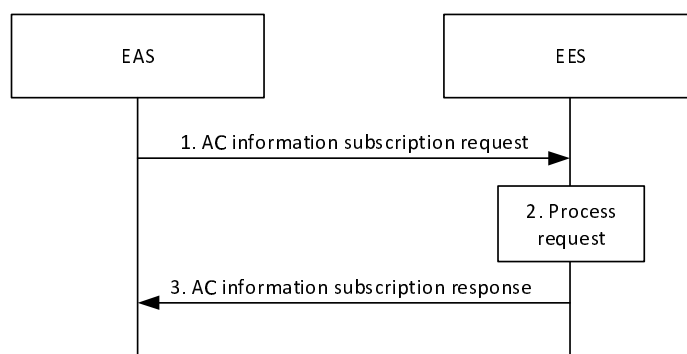 EAS
EES
1. AC information subscription request
2. Process
request
3. AC information subscription response